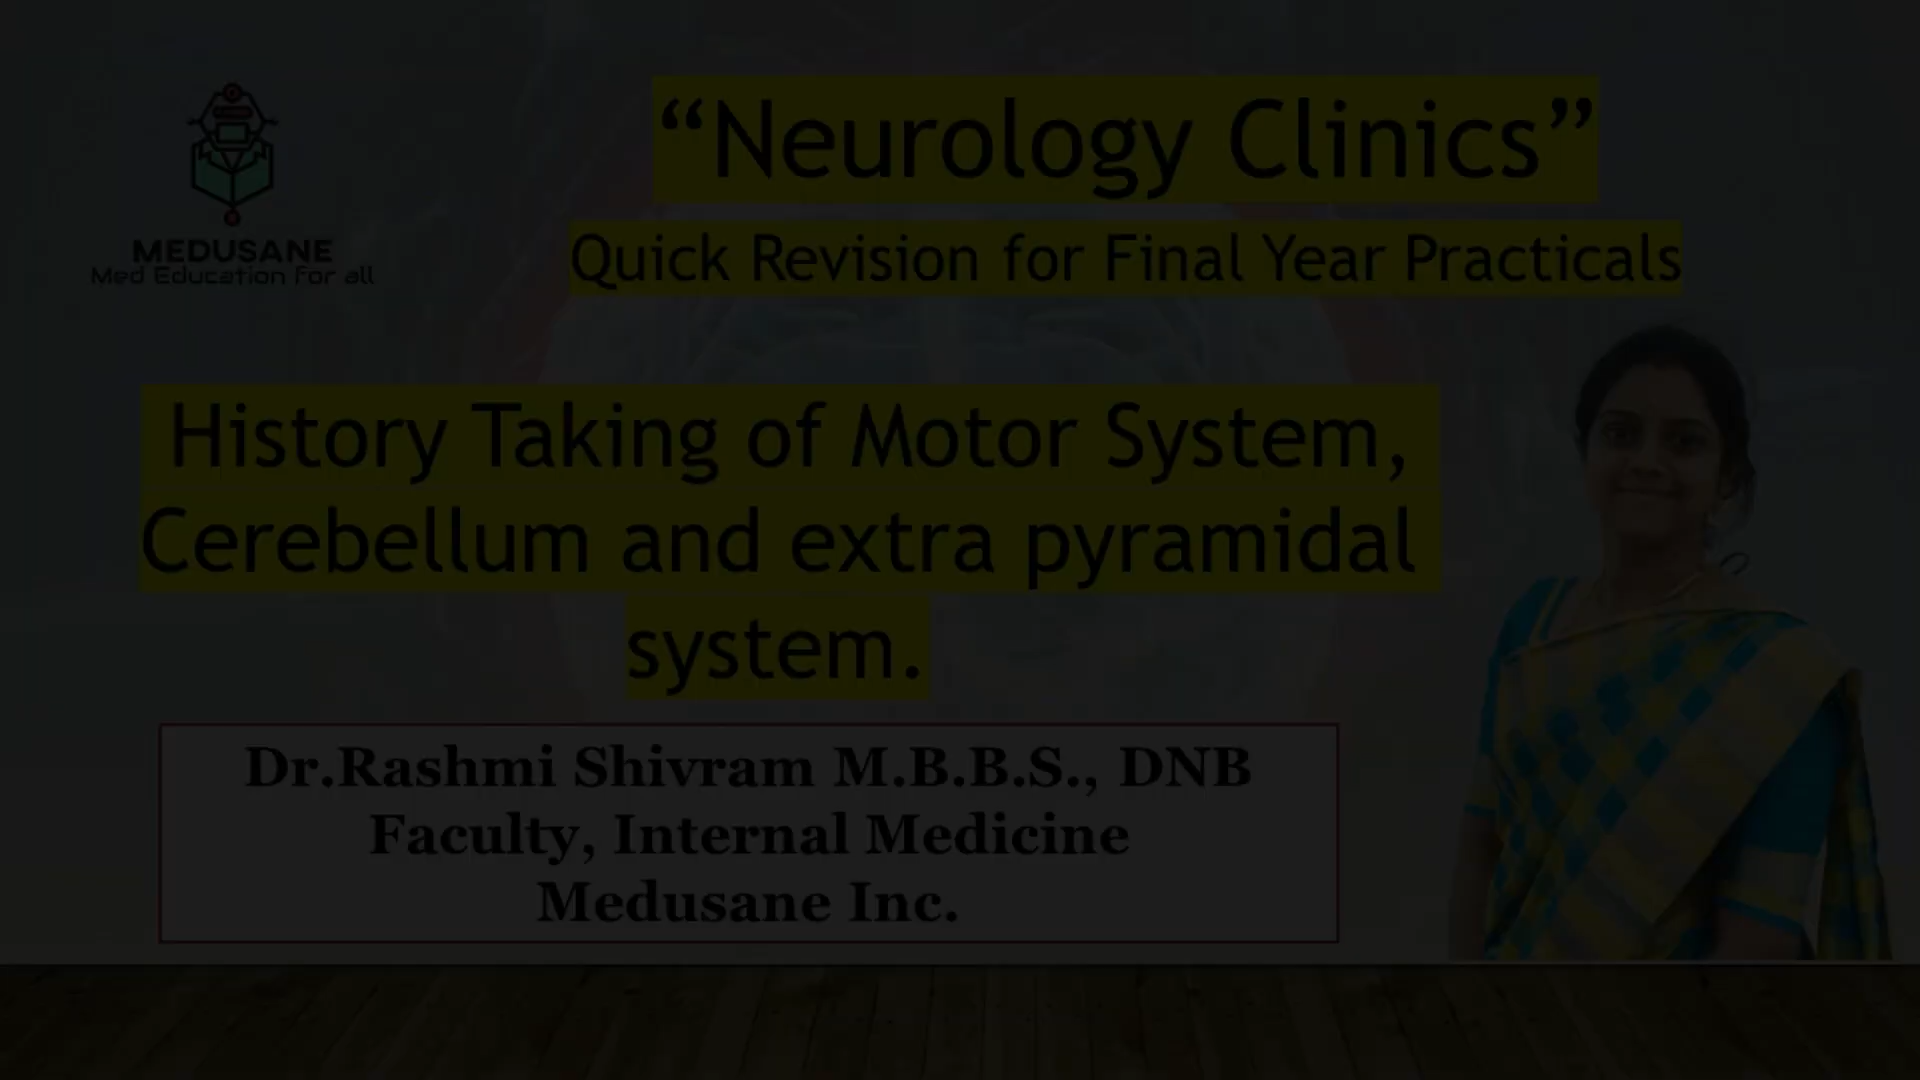 MEDUSANE
Med Education for all
“Neurology Clinics”
Quick Revision for Final Year Practicals
History Taking of Motor System,
Cerebellum and extra pyramidal
system.
Dr.Rashmi Shivram M.B.B.S., DNB
Faculty, Internal Medicine
Medusane Inc.